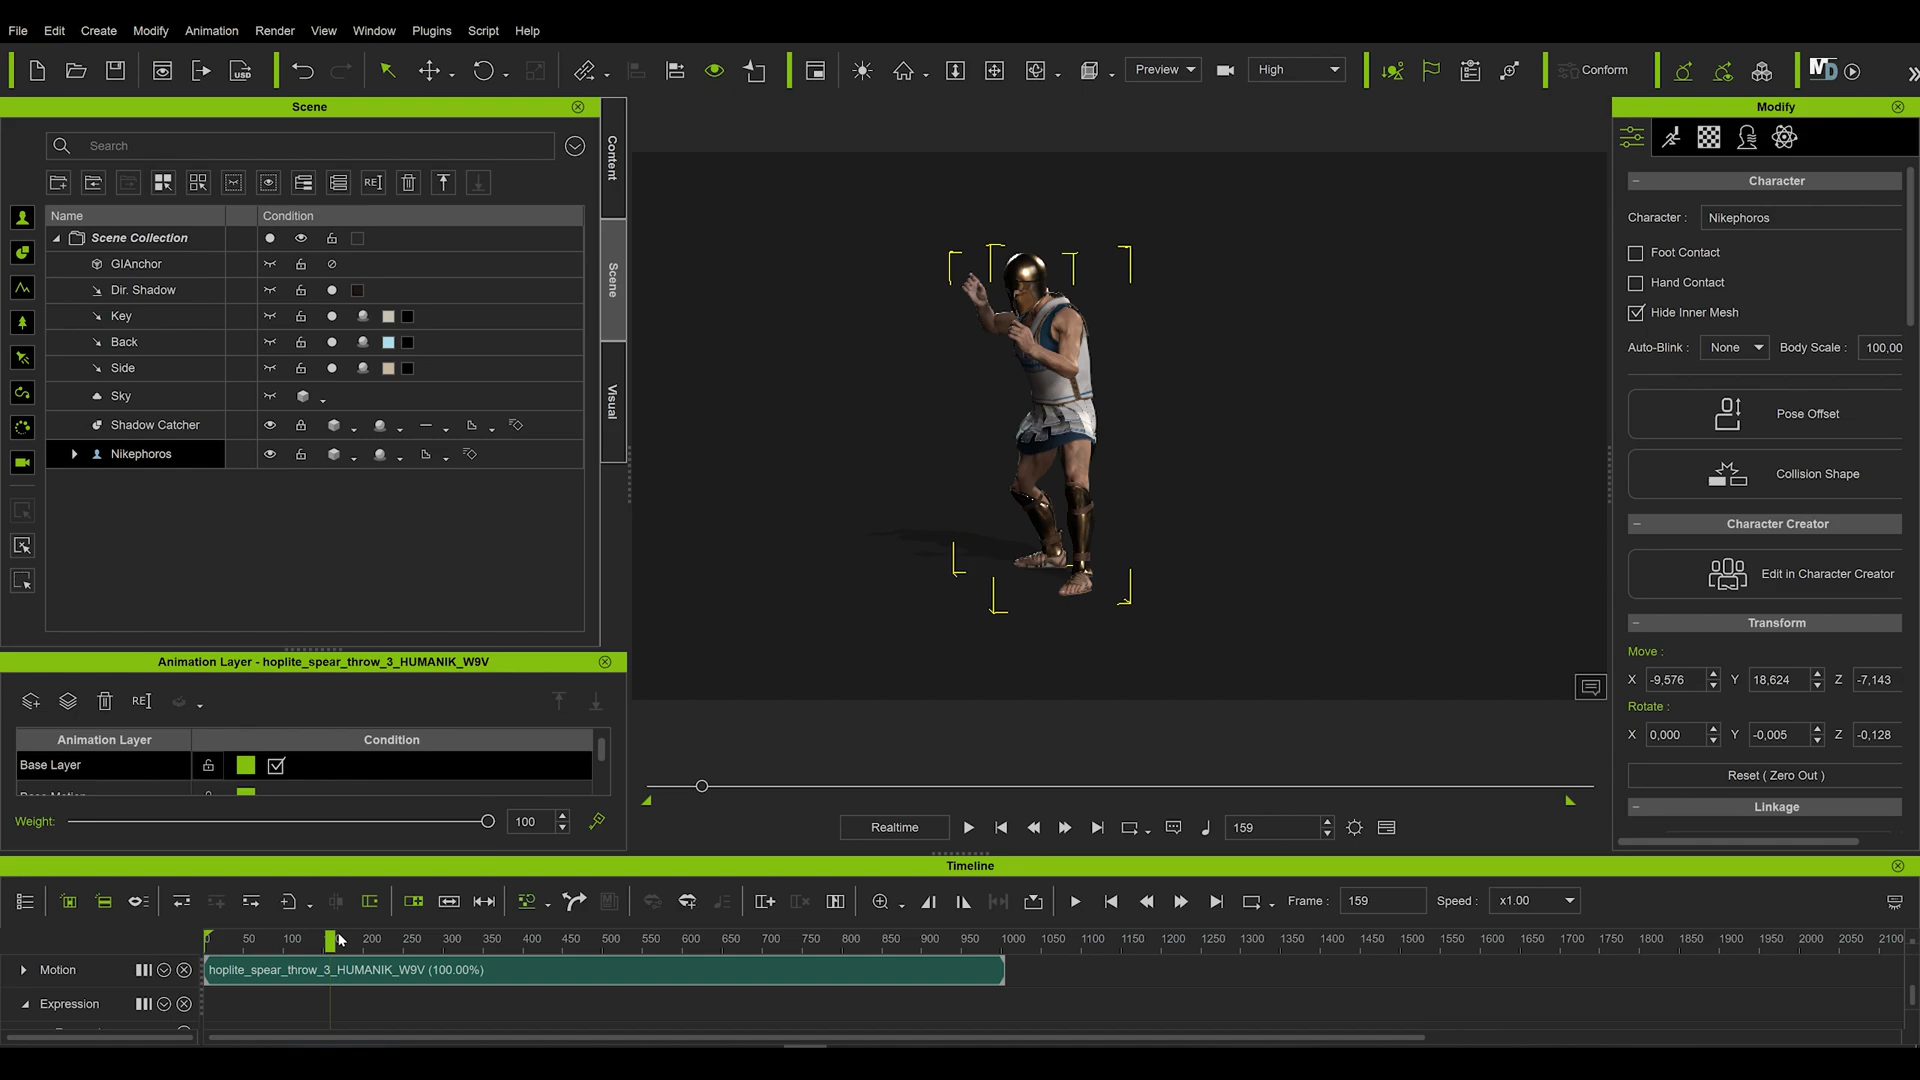 File Edit Create Modify Animation Render View Window Plugins Script Help
USD Preview High Conform MD
Scene
Search
REI
Name Condition
Scene Collection
GIAnchor
Dir. Shadow
Key
Back
Side
Sky
Shadow Catcher
Nikephoros
Content
Scene
Visual
Animation Layer - hoplite_spear_throw_3_HUMANIK_W9V
REI
Animation Layer Condition
Base Layer
Base Motion
Weight: 100
Realtime 159
Modify
Character
Character : Nikephoros
Foot Contact
Hand Contact
Hide Inner Mesh
Auto-Blink : None Body Scale : 100,00
Pose Offset
Collision Shape
Character Creator
Edit in Character Creator
Transform
Move :
X -9,576 Y 18,624 Z -7,143
Rotate :
X 0,000 Y -0,005 Z -0,128
Reset ( Zero Out )
Linkage
Timeline
Frame : 159 Speed : x1.00
0 50 100 200 250 300 350 400 450 500 550 600 650 700 750 800 850 900 950 1000 1050 1100 1150 1200 1250 1300 1350 1400 1450 1500 1550 1600 1650 1700 1750 1800 1850 1900 1950 2000 2050 2100
Motion hoplite_spear_throw_3_HUMANIK_W9V (100.00%)
Expression